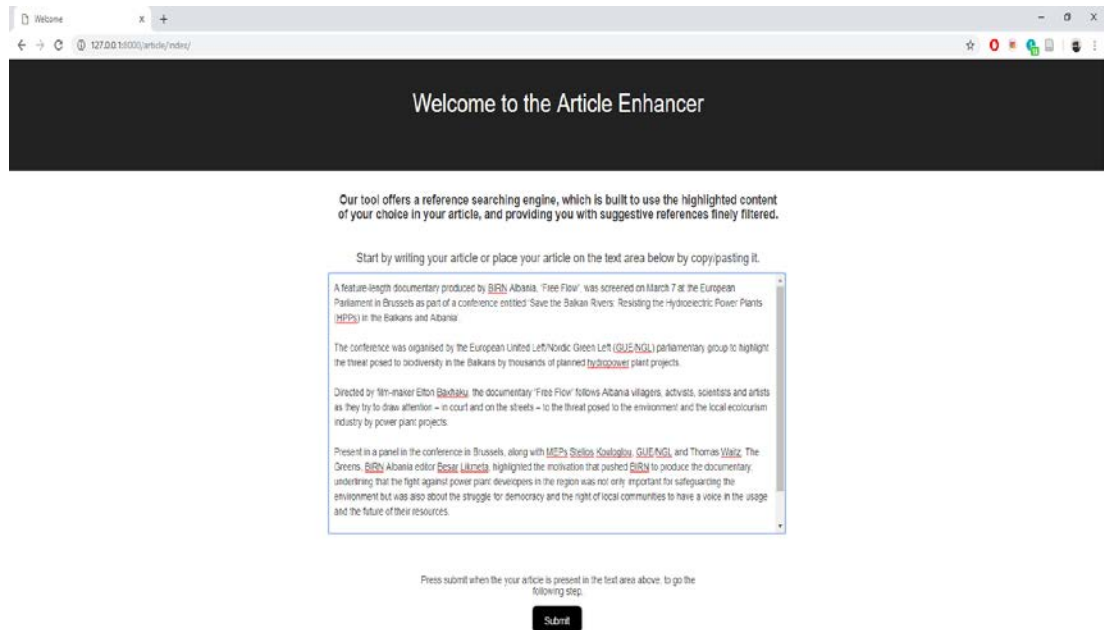 Welcome
127.0.0.1:8000/article/index/
Welcome to the Article Enhancer
Our tool offers a reference searching engine, which is built to use the highlighted content
of your choice in your article, and providing you with suggestive references finely filtered.
Start by writing your article or place your article on the text area below by copy/pasting it.
A feature-length documentary produced by BIRN Albania, 'Free Flow', was screened on March 7 at the European
Parliament in Brussels as part of a conference entitled 'Save the Balkan Rivers: Resisting the Hydroelectric Power Plants
(HPPs) in the Balkans and Albania'
The conference was organised by the European United Left/Nordic Green Left (GUE/NGL) parliamentary group to highlight
the threat posed to biodiversity in the Balkans by thousands of planned hydropower plant projects.
Directed by film-maker Elton Baxhaku, the documentary 'Free Flow' follows Albania villagers, activists, scientists and artists
as they try to draw attention – in court and on the streets – to the threat posed to the environment and the local ecotourism
industry by power plant projects.
Present in a panel in the conference in Brussels, along with MEPs Stelios Kouloglou, GUE/NGL and Thomas Waitz, The
Greens, BIRN Albania editor Besar Likmeta, highlighted the motivation that pushed BIRN to produce the documentary;
underlining that the fight against power plant developers in the region was not only important for safeguarding the
environment but was also about the struggle for democracy and the right of local communities to have a voice in the usage
and the future of their resources.
Press submit when the your article is present in the text area above, to go the
following step.
Submit